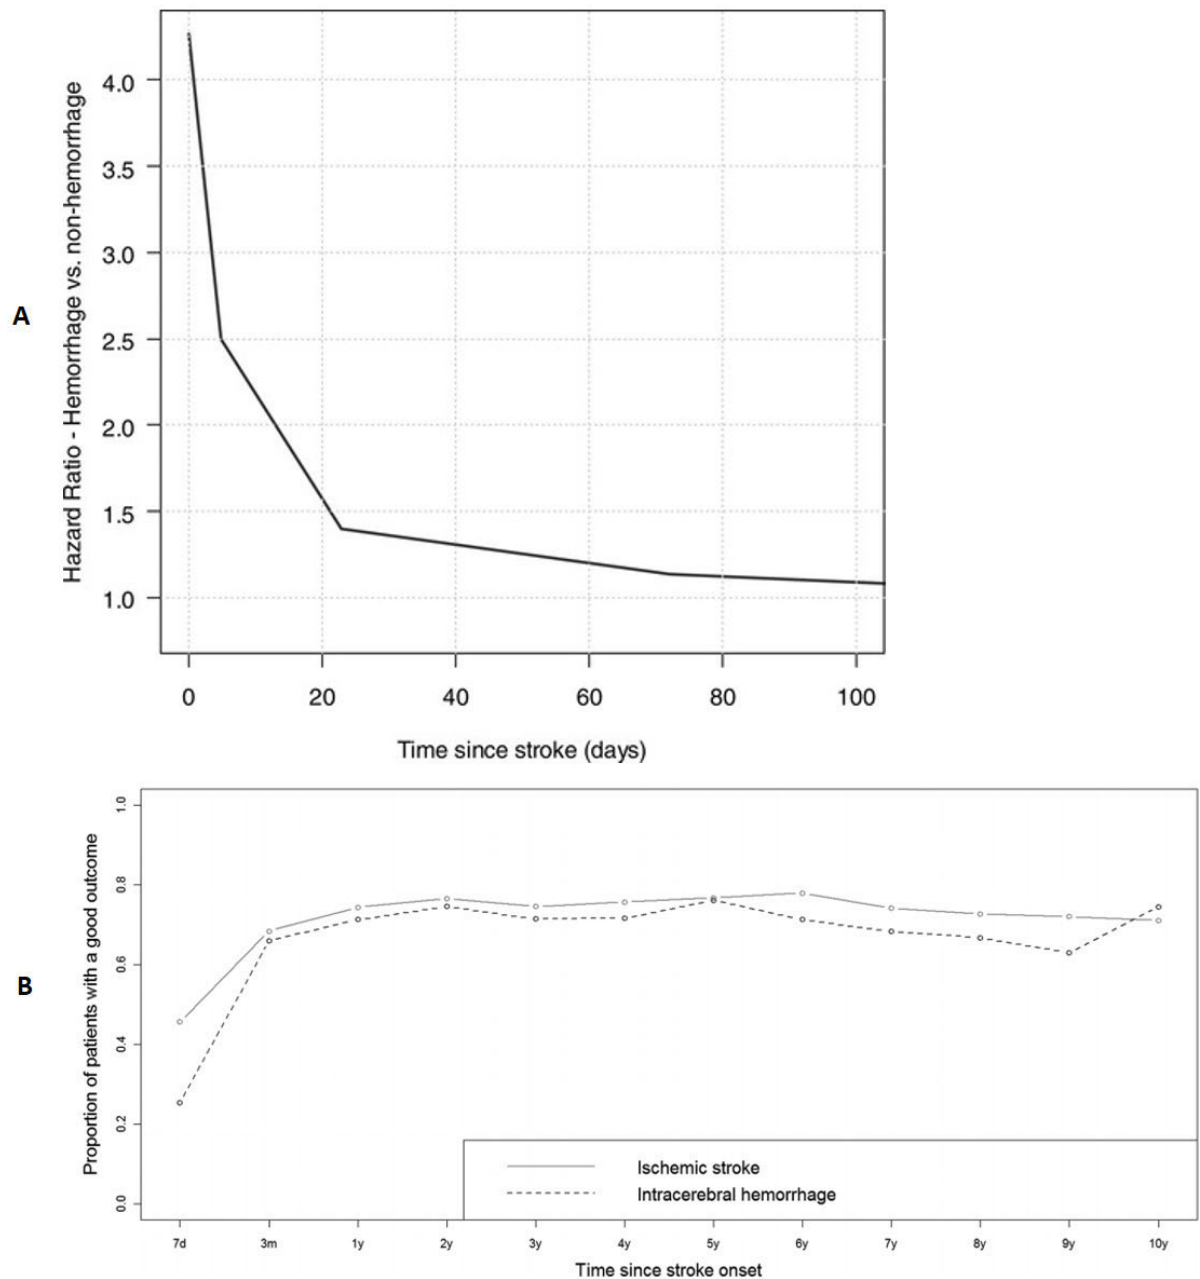 A
Hazard Ratio - Hemorrhage vs. non-hemorrhage
4.0
3.5
3.0
2.5
2.0
1.5
1.0
0 20 40 60 80 100
Time since stroke (days)
B
Proportion of patients with a good outcome
1.0
0.8
0.6
0.4
0.2
0.0
Ischemic stroke
Intracerebral hemorrhage
7d 3m 1y 2y 3y 4y 5y 6y 7y 8y 9y 10y
Time since stroke onset